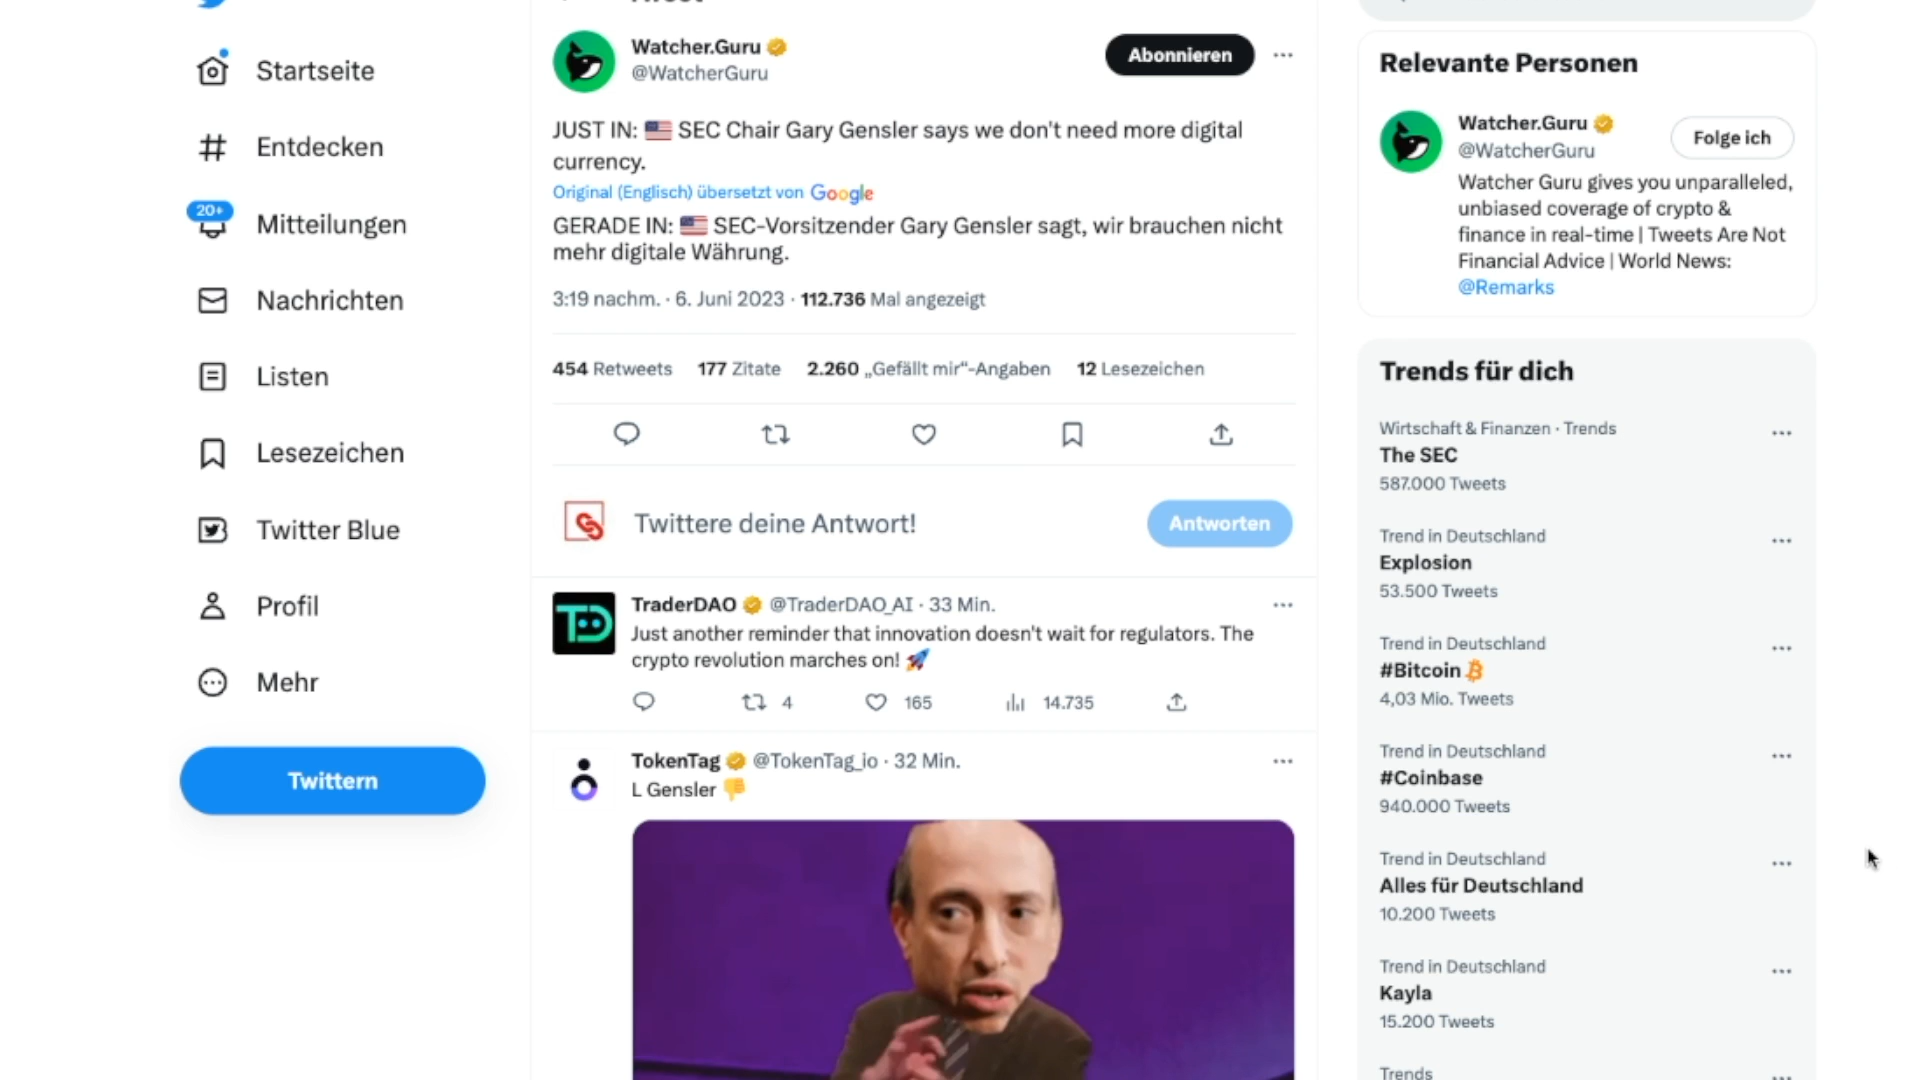 Startseite
Entdecken
20+
Mitteilungen
Nachrichten
Listen
Lesezeichen
Twitter Blue
Profil
Mehr
Twittern
Watcher.Guru
@WatcherGuru
Abonnieren
JUST IN: 🇺🇸 SEC Chair Gary Gensler says we don't need more digital
currency.
Original (Englisch) übersetzt von Google
GERADE IN: 🇺🇸 SEC-Vorsitzender Gary Gensler sagt, wir brauchen nicht
mehr digitale Währung.
3:19 nachm. · 6. Juni 2023 · 112.736 Mal angezeigt
454 Retweets 177 Zitate 2.260 „Gefällt mir“-Angaben 12 Lesezeichen
Twittere deine Antwort!
Antworten
TraderDAO @TraderDAO_AI · 33 Min.
Just another reminder that innovation doesn't wait for regulators. The
crypto revolution marches on! 🚀
4 165 14.735
TokenTag @TokenTag_io · 32 Min.
L Gensler 👎
Relevante Personen
Watcher.Guru
@WatcherGuru
Folge ich
Watcher Guru gives you unparalleled,
unbiased coverage of crypto &
finance in real-time | Tweets Are Not
Financial Advice | World News:
@Remarks
Trends für dich
Wirtschaft & Finanzen · Trends
The SEC
587.000 Tweets
Trend in Deutschland
Explosion
53.500 Tweets
Trend in Deutschland
#Bitcoin
4,03 Mio. Tweets
Trend in Deutschland
#Coinbase
940.000 Tweets
Trend in Deutschland
Alles für Deutschland
10.200 Tweets
Trend in Deutschland
Kayla
15.200 Tweets
Trends